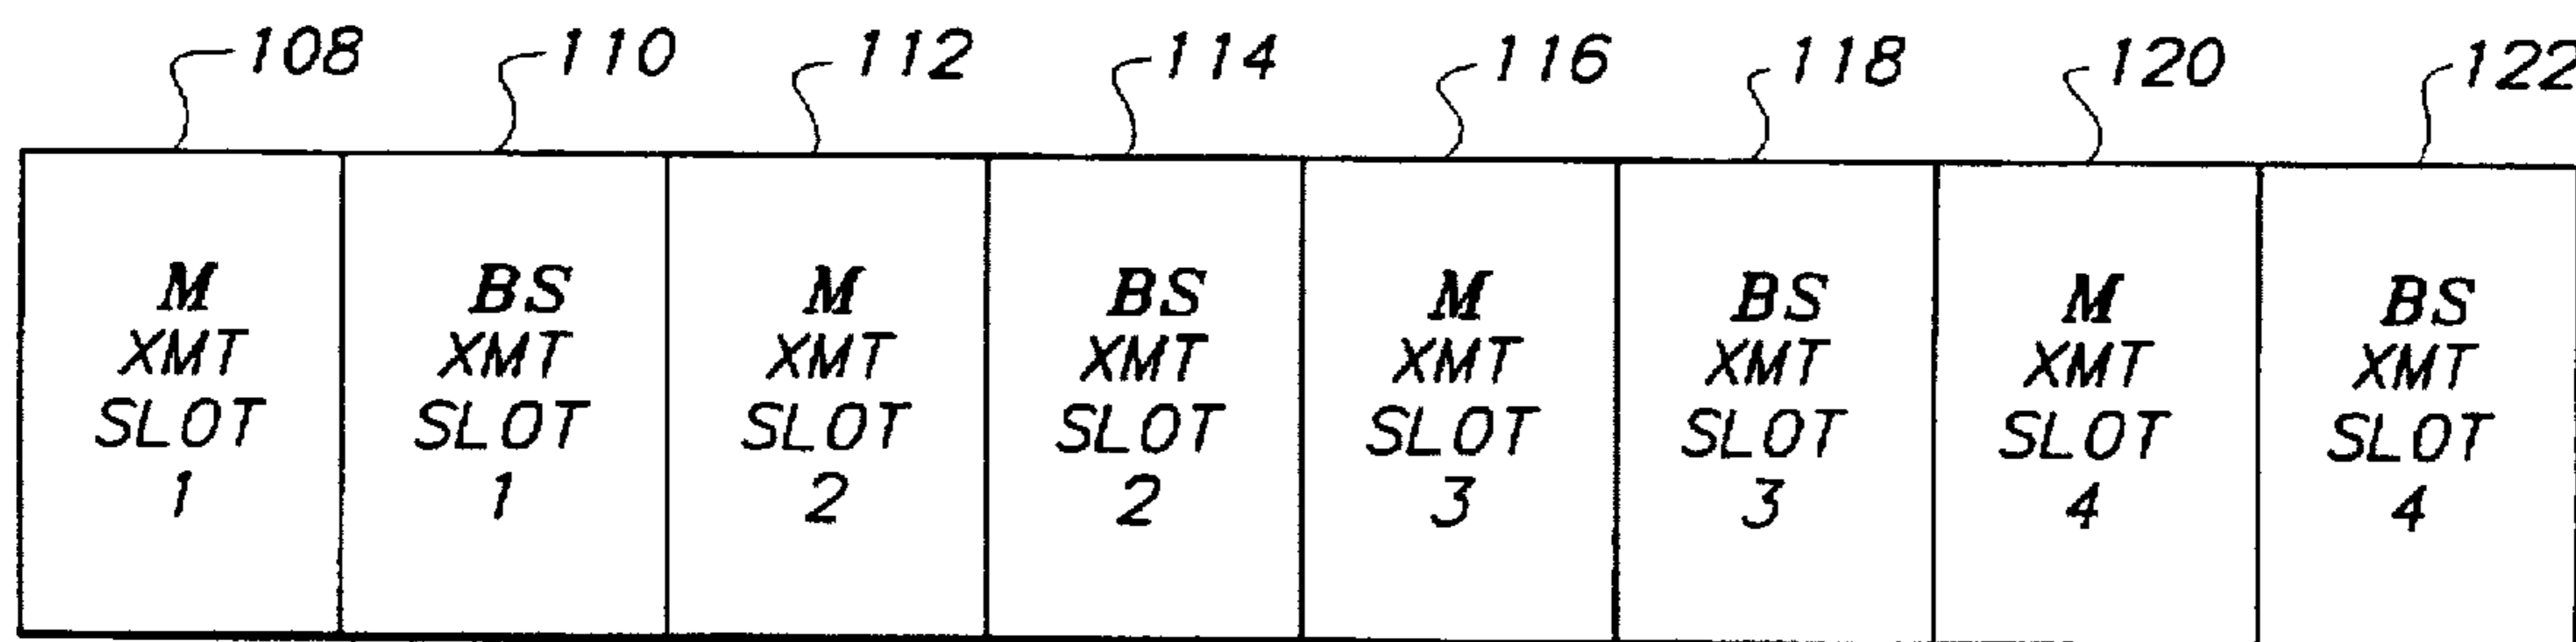 108 110 112 114 116 118 120 122
M BS M BS M BS M BS
XMT XMT XMT XMT XMT XMT XMT XMT
SLOT SLOT SLOT SLOT SLOT SLOT SLOT SLOT
1 1 2 2 3 3 4 4